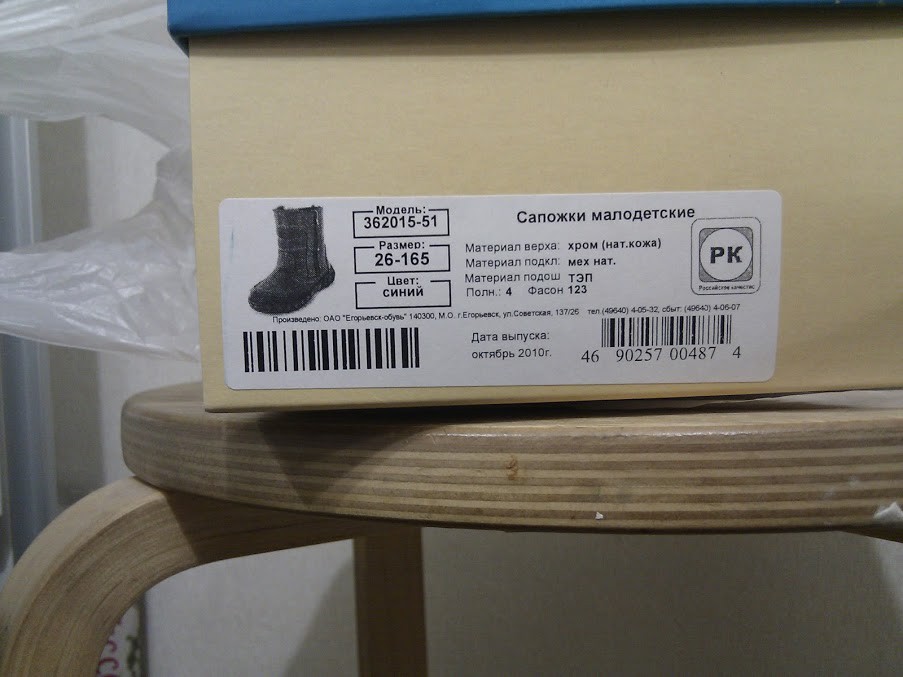 Модель:
362015-51
Размер:
26-165
Цвет:
синий
Сапожки малодетские
Материал верха: хром (нат.кожа)
Материал подкл: мех нат.
Материал подош ТЭП
Полн.: 4 Фасон 123
РК
Российское качество
Произведено: ОАО "Егорьевск-обувь" 140300, М.О. г.Егорьевск, ул.Советская, 137/26 тел.(49640) 4-05-32, сбыт: (49640) 4-06-07
Дата выпуска:
октябрь 2010г.
46 90257 00487 4